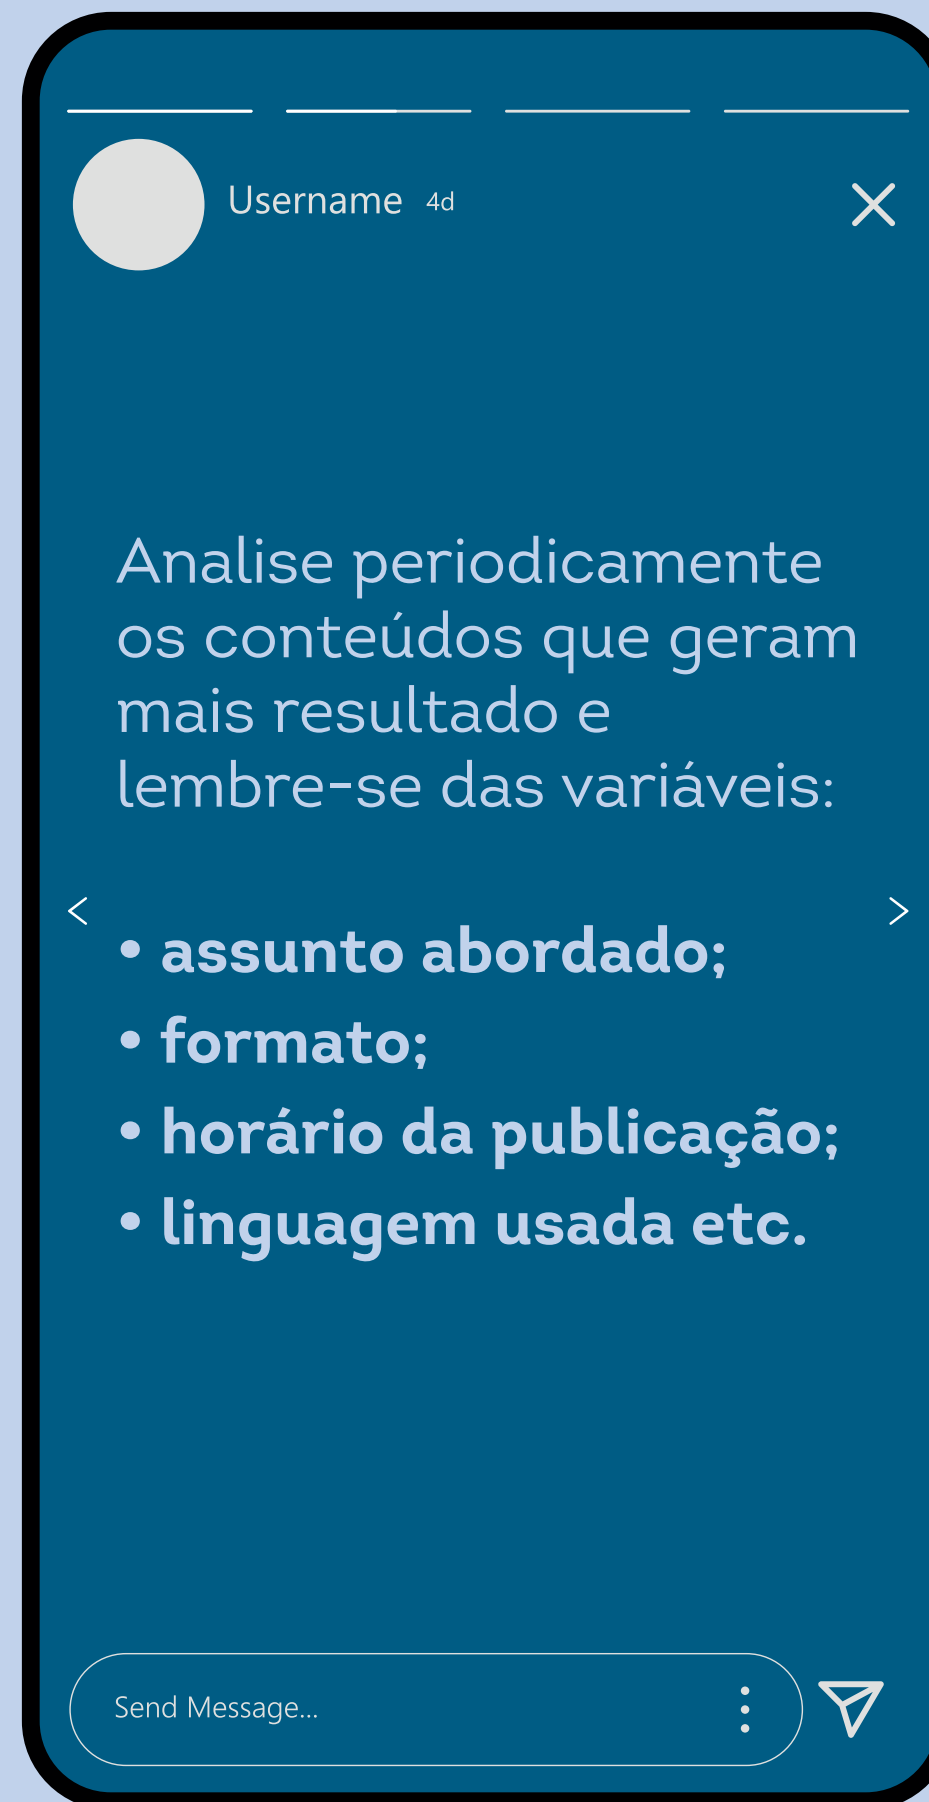 Username 4d
Analise periodicamente
os conteúdos que geram
mais resultado e
lembre-se das variáveis:
• assunto abordado;
• formato;
• horário da publicação;
• linguagem usada etc.
Send Message...